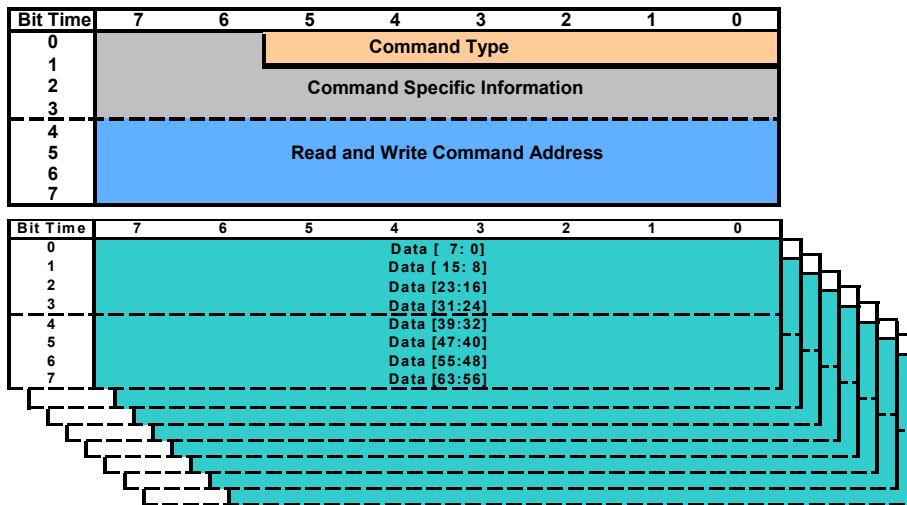 Bit Time 7 6 5 4 3 2 1 0
0 Command Type
1
2 Command Specific Information
3
4
5 Read and Write Command Address
6
7
Bit Time 7 6 5 4 3 2 1 0
0 Data [ 7: 0]
1 Data [ 15: 8]
2 Data [23:16]
3 Data [31:24]
4 Data [39:32]
5 Data [47:40]
6 Data [55:48]
7 Data [63:56]